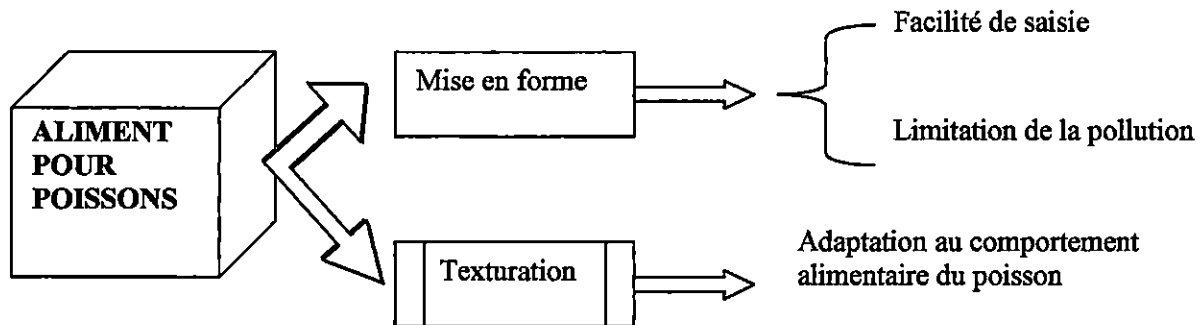 ALIMENT
POUR
POISSONS
Mise en forme
Facilité de saisie
Limitation de la pollution
Texturation
Adaptation au comportement
alimentaire du poisson